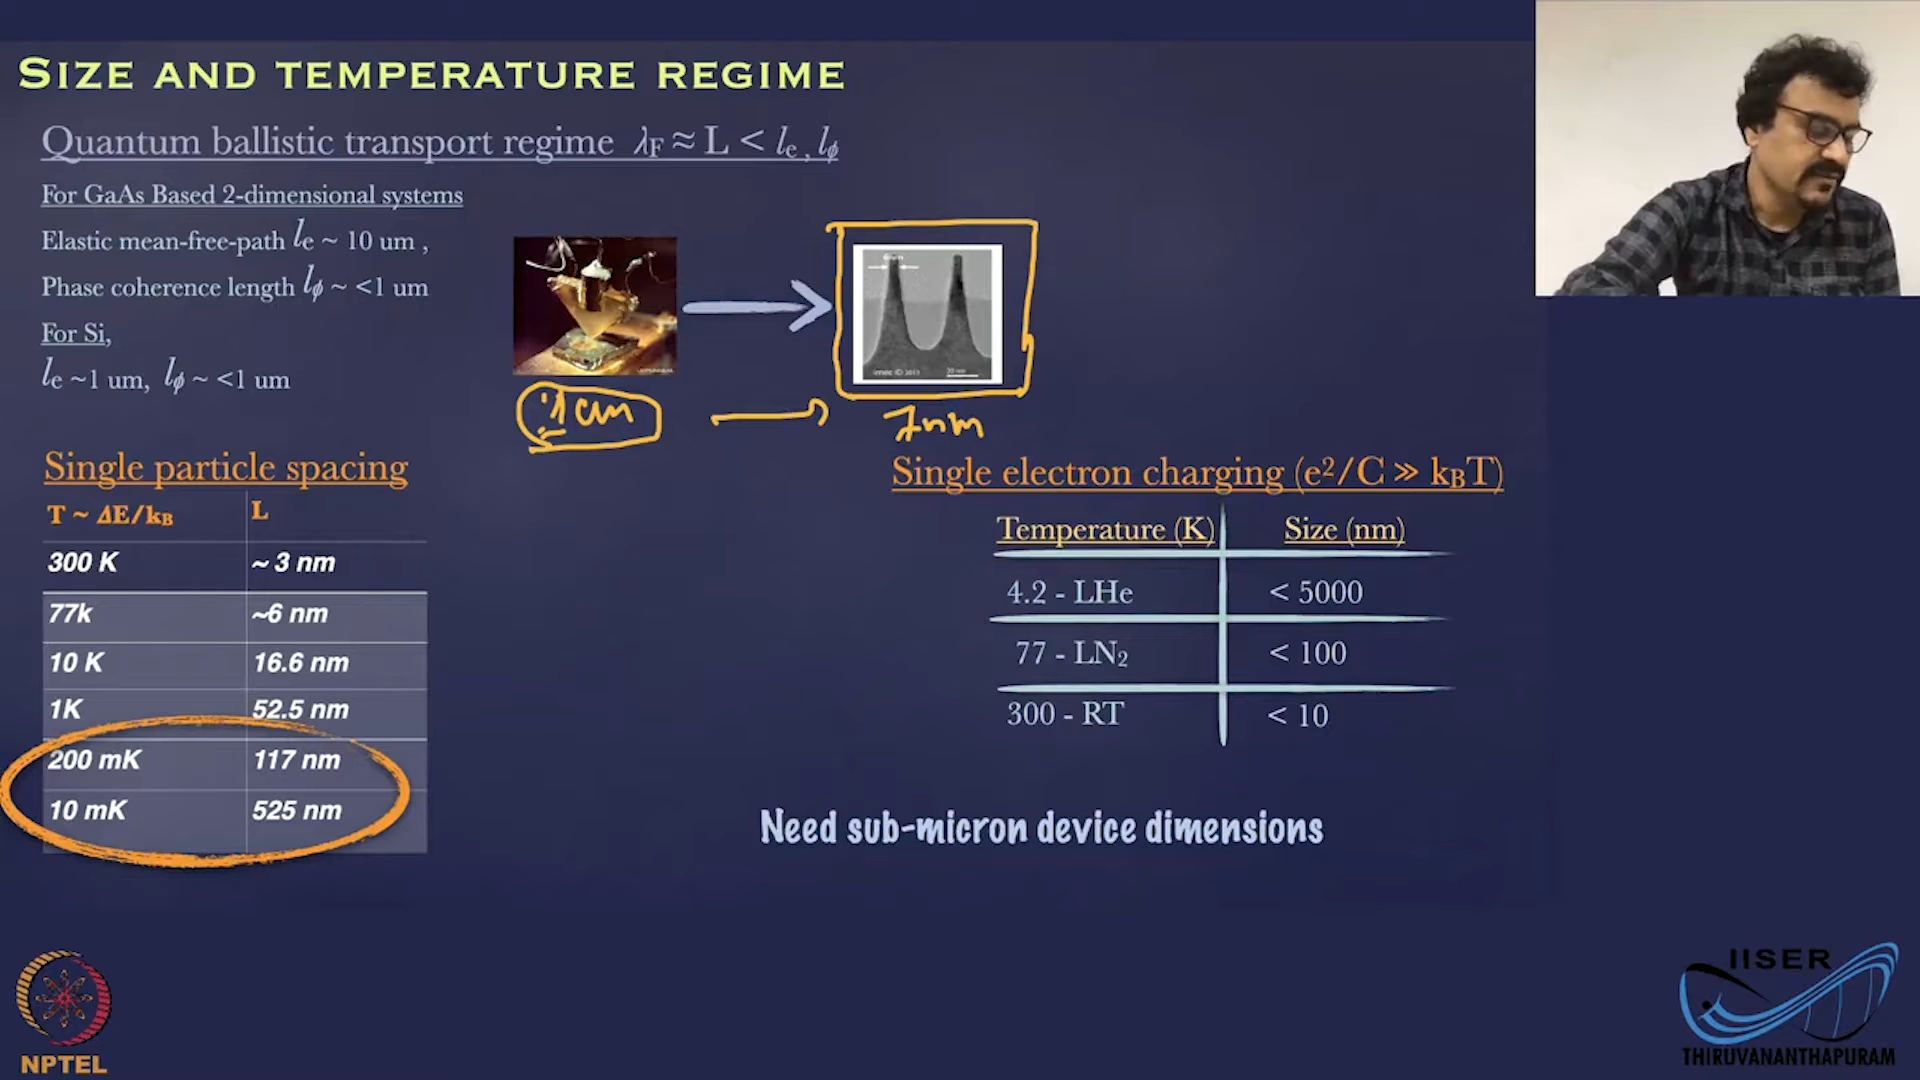 SIZE AND TEMPERATURE REGIME
Quantum ballistic transport regime λF ≈ L < le , lϕ
For GaAs Based 2-dimensional systems
Elastic mean-free-path le ~ 10 um ,
Phase coherence length lϕ ~ <1 um
For Si,
le ~1 um, lϕ ~ <1 um
imec © 2013
20 nm
1 cm
7nm
Single particle spacing
T ~ ΔE/kB L
300 K ~ 3 nm
77k ~6 nm
10 K 16.6 nm
1K 52.5 nm
200 mK 117 nm
10 mK 525 nm
Single electron charging (e²/C ≫ kBT)
Temperature (K) Size (nm)
4.2 - LHe < 5000
77 - LN₂ < 100
300 - RT < 10
Need sub-micron device dimensions
NPTEL
IISER
THIRUVANANTHAPURAM